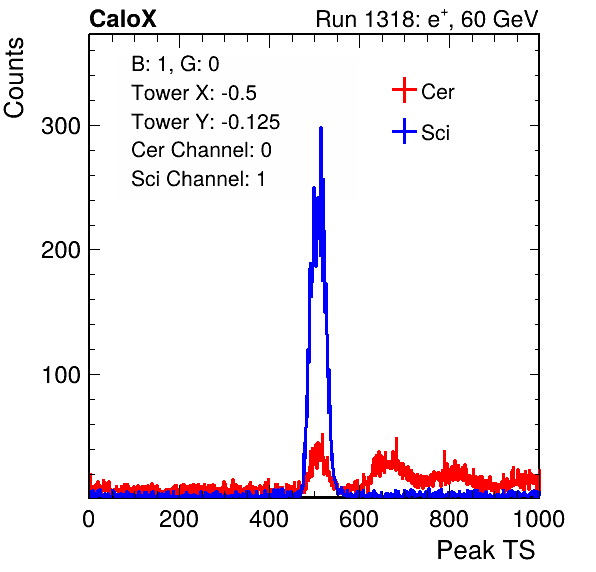 CaloX Run 1318: e⁺, 60 GeV
Counts
B: 1, G: 0
Tower X: -0.5
Tower Y: -0.125
Cer Channel: 0
Sci Channel: 1
Cer
Sci
300
200
100
0 200 400 600 800 1000
Peak TS